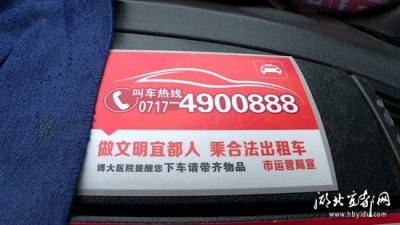 叫车热线
0717-4900888
做文明宜都人 乘合法出租车
博大医院提醒您下车请带齐物品 市运管局宣
湖北宜都网
www.hbyidu.com